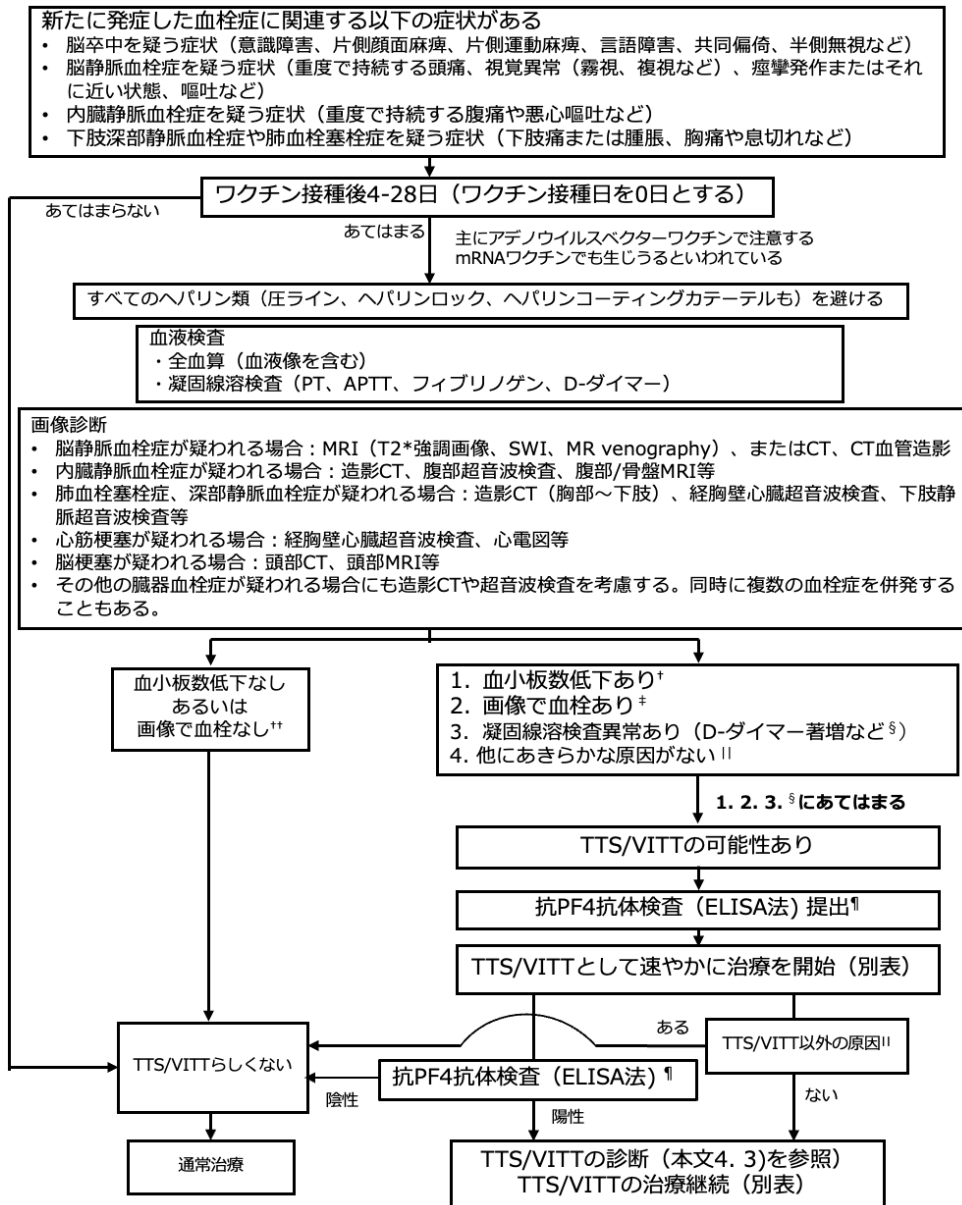 新たに発症した血栓症に関連する以下の症状がある
• 脳卒中を疑う症状（意識障害、片側顔面麻痺、片側運動麻痺、言語障害、共同偏倚、半側無視など）
• 脳静脈血栓症を疑う症状（重度で持続する頭痛、視覚異常（霧視、複視など）、痙攣発作またはそれ
に近い状態、嘔吐など）
• 内臓静脈血栓症を疑う症状（重度で持続する腹痛や悪心嘔吐など）
• 下肢深部静脈血栓症や肺血栓塞栓症を疑う症状（下肢痛または腫脹、胸痛や息切れなど）
ワクチン接種後4-28日（ワクチン接種日を0日とする）
あてはまらない
あてはまる
主にアデノウイルスベクターワクチンで注意する
mRNAワクチンでも生じうるといわれている
すべてのヘパリン類（圧ライン、ヘパリンロック、ヘパリンコーティングカテーテルも）を避ける
血液検査
・全血算（血液像を含む）
・凝固線溶検査（PT、APTT、フィブリノゲン、D-ダイマー）
画像診断
• 脳静脈血栓症が疑われる場合：MRI（T2*強調画像、SWI、MR venography）、またはCT、CT血管造影
• 内臓静脈血栓症が疑われる場合：造影CT、腹部超音波検査、腹部/骨盤MRI等
• 肺血栓塞栓症、深部静脈血栓症が疑われる場合：造影CT（胸部～下肢）、経胸壁心臓超音波検査、下肢静
脈超音波検査等
• 心筋梗塞が疑われる場合：経胸壁心臓超音波検査、心電図等
• 脳梗塞が疑われる場合：頭部CT、頭部MRI等
• その他の臓器血栓症が疑われる場合にも造影CTや超音波検査を考慮する。同時に複数の血栓症を併発する
こともある。
血小板数低下なし
あるいは
画像で血栓なし††
1. 血小板数低下あり†
2. 画像で血栓あり‡
3. 凝固線溶検査異常あり（D-ダイマー著増など§）
4. 他にあきらかな原因がない||
1. 2. 3. §にあてはまる
TTS/VITTの可能性あり
抗PF4抗体検査（ELISA法) 提出¶
TTS/VITTとして速やかに治療を開始（別表）
ある
TTS/VITT以外の原因||
TTS/VITTらしくない
抗PF4抗体検査（ELISA法) ¶
陰性
陽性
ない
通常治療
TTS/VITTの診断（本文4. 3)を参照）
TTS/VITTの治療継続（別表）